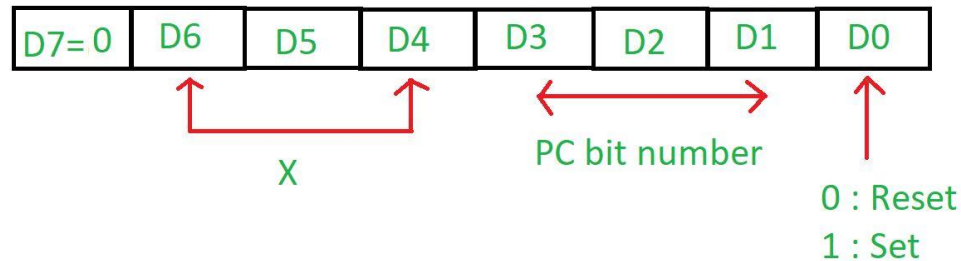 D7= 0 D6 D5 D4 D3 D2 D1 D0
X
PC bit number
0 : Reset
1 : Set